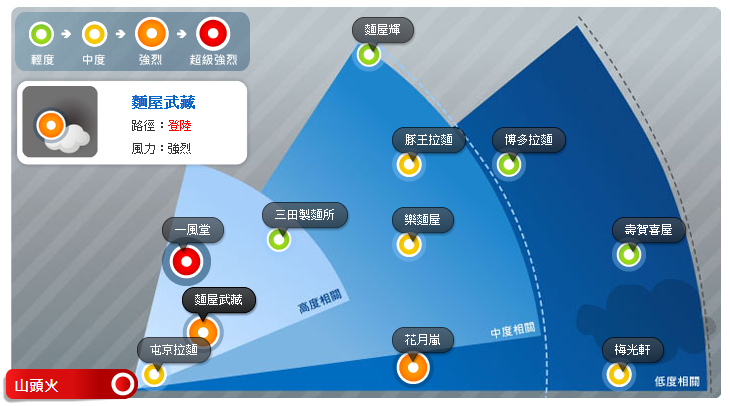 輕度
中度
強烈
超級強烈
麵屋武藏
路徑：登陸
風力：強烈
麵屋輝
豚王拉麵
博多拉麵
三田製麵所
樂麵屋
一風堂
壽賀喜屋
麵屋武藏
高度相關
中度相關
屯京拉麵
花月嵐
梅光軒
低度相關
山頭火